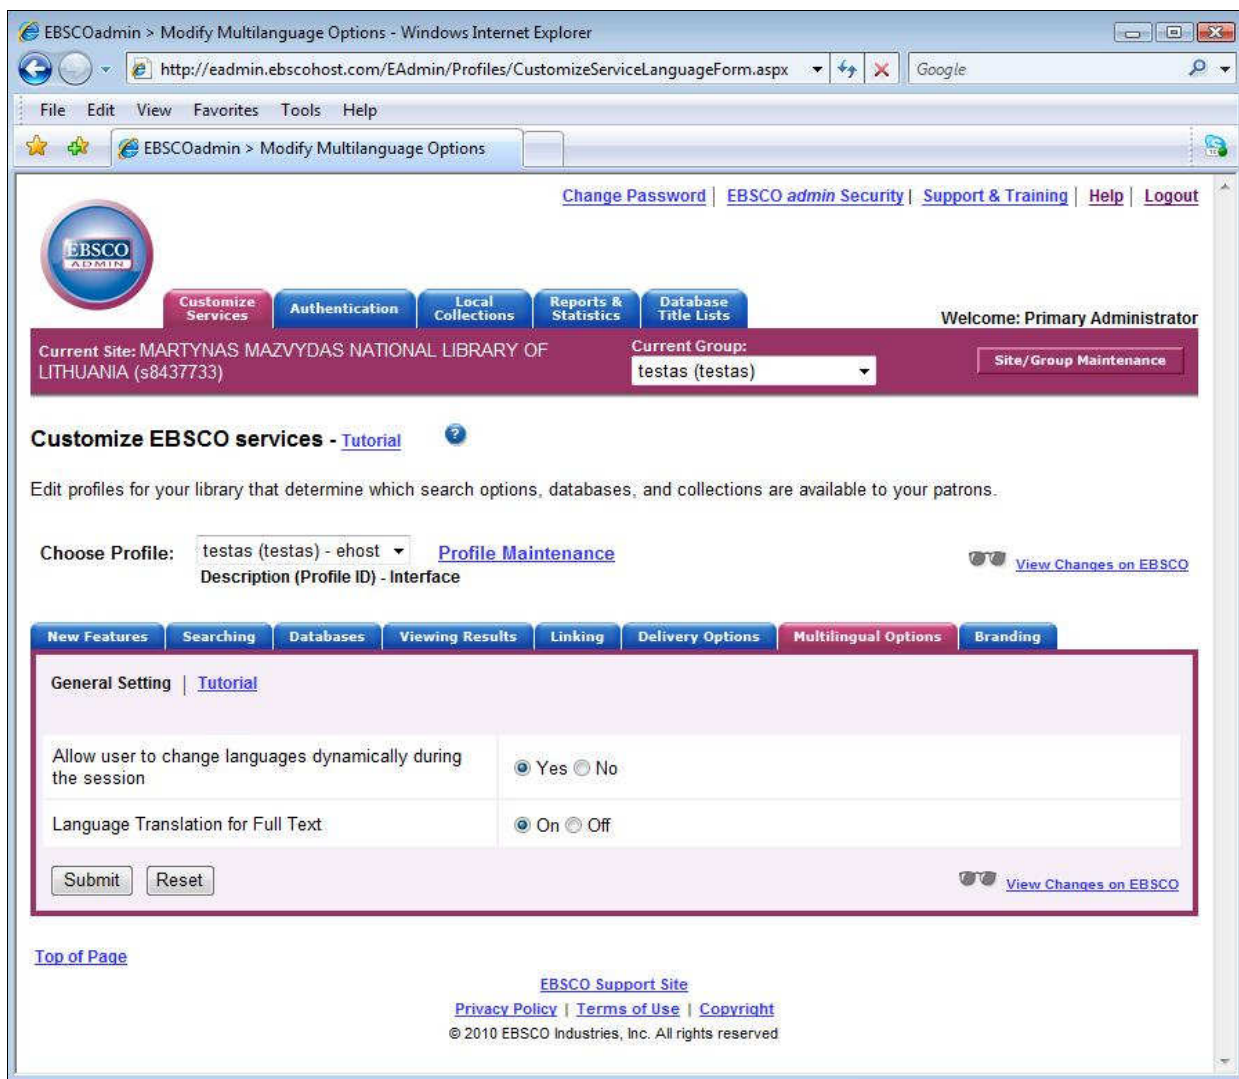 EBSCOadmin > Modify Multilanguage Options - Windows Internet Explorer
http://eadmin.ebscohost.com/EAdmin/Profiles/CustomizeServiceLanguageForm.aspx
Google
File Edit View Favorites Tools Help
EBSCOadmin > Modify Multilanguage Options
Change Password | EBSCO admin Security | Support & Training | Help | Logout
EBSCO
ADMIN
Customize Services
Authentication
Local Collections
Reports & Statistics
Database Title Lists
Welcome: Primary Administrator
Current Site: MARTYNAS MAZVYDAS NATIONAL LIBRARY OF
LITHUANIA (s8437733)
Current Group:
testas (testas)
Site/Group Maintenance
Customize EBSCO services - Tutorial
?
Edit profiles for your library that determine which search options, databases, and collections are available to your patrons.
Choose Profile: testas (testas) - ehost Profile Maintenance
Description (Profile ID) - Interface
View Changes on EBSCO
New Features Searching Databases Viewing Results Linking Delivery Options Multilingual Options Branding
General Setting | Tutorial
Allow user to change languages dynamically during
the session
Yes No
Language Translation for Full Text
On Off
Submit Reset
View Changes on EBSCO
Top of Page
EBSCO Support Site
Privacy Policy | Terms of Use | Copyright
© 2010 EBSCO Industries, Inc. All rights reserved